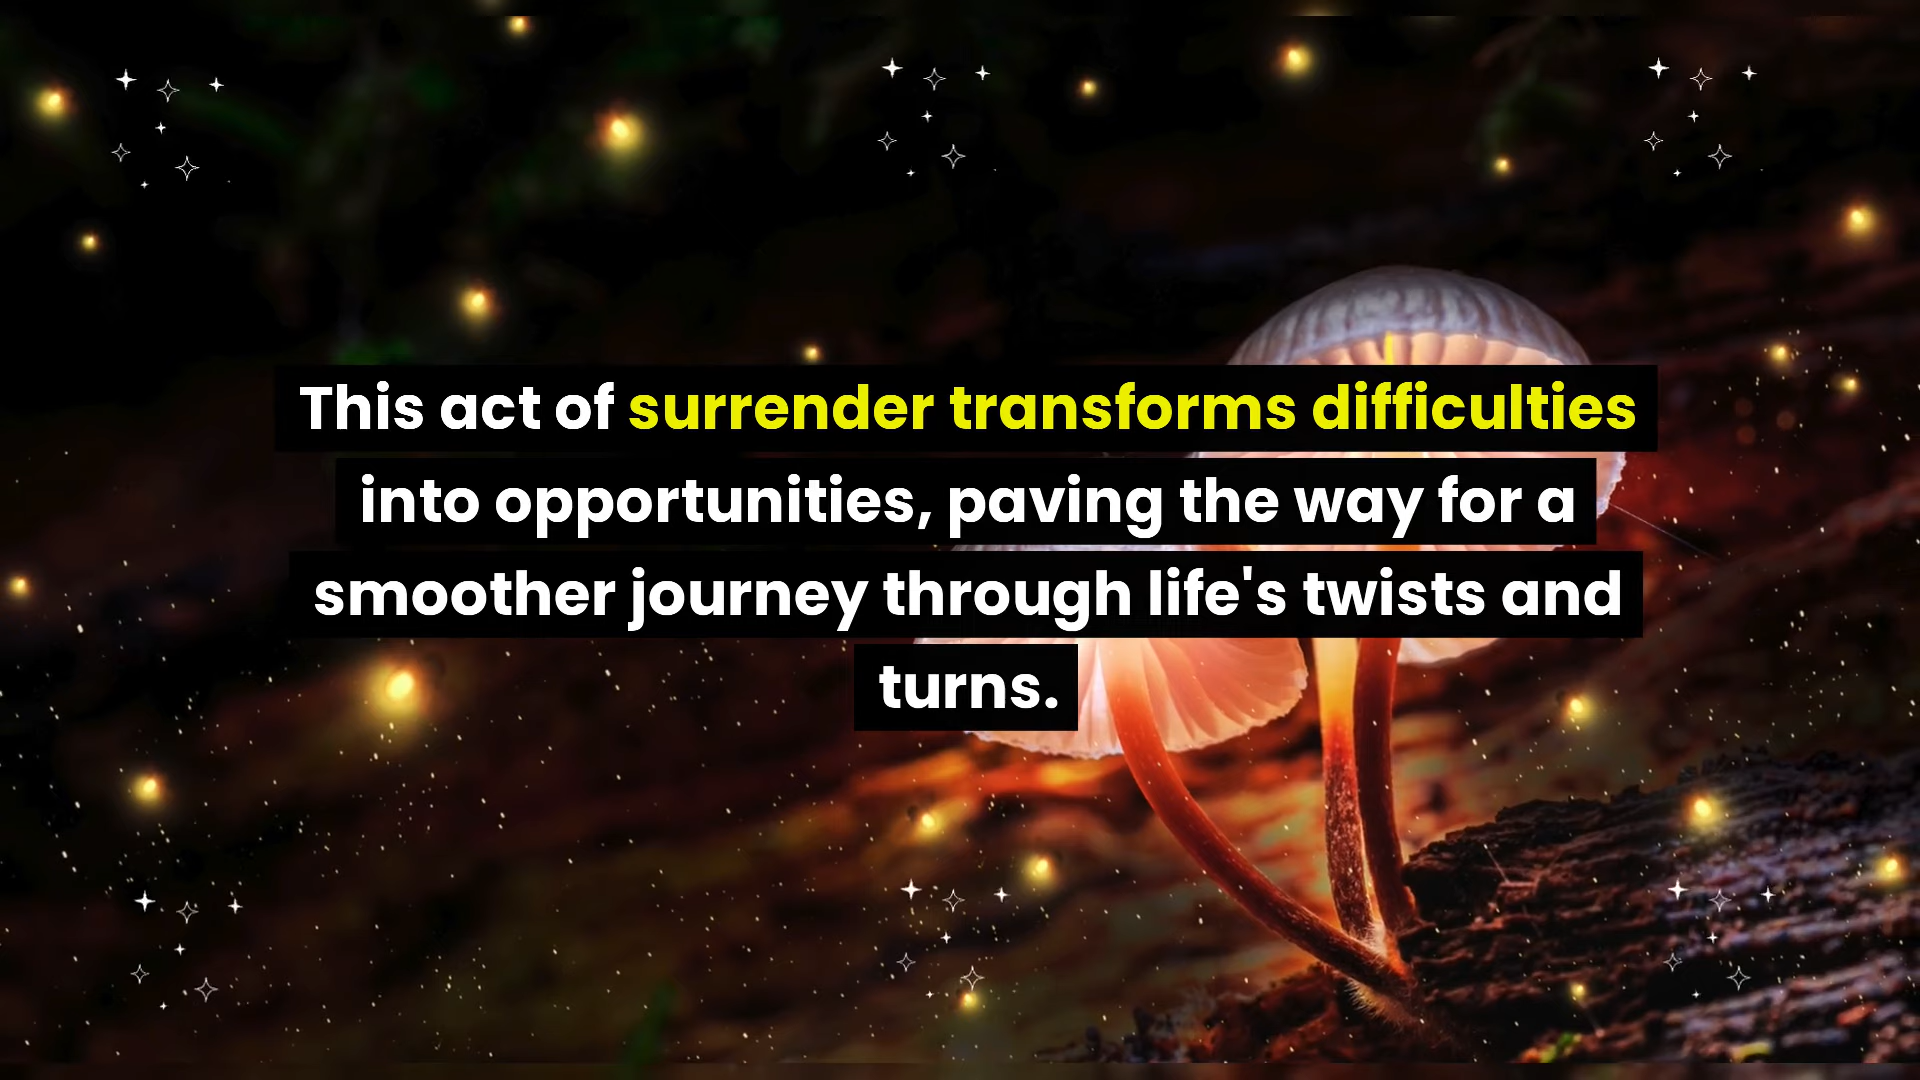 This act of surrender transforms difficulties
into opportunities, paving the way for a
smoother journey through life's twists and
turns.